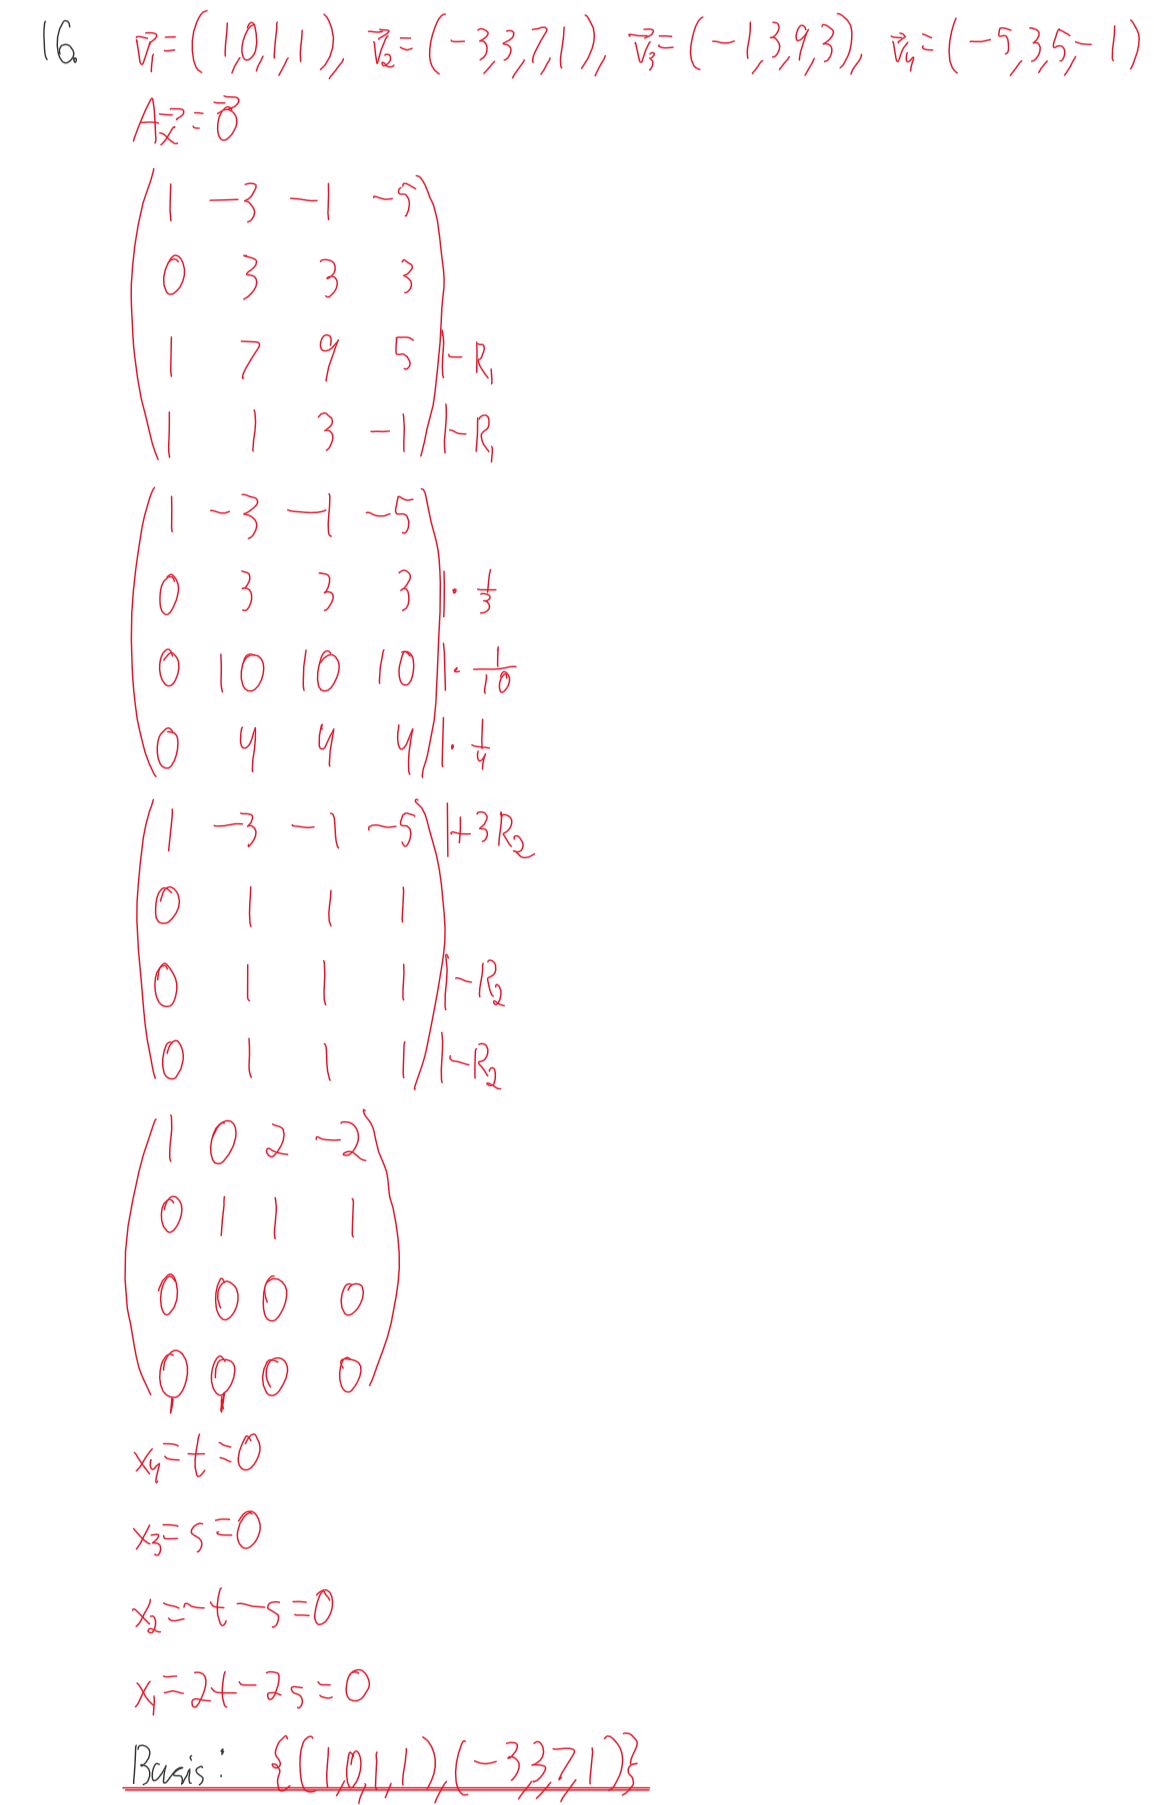 16. v⃗₁=(1,0,1,1), v⃗₂=(-3,3,7,1), v⃗₃=(-1,3,9,3), v⃗₄=(-5,3,5,-1)
Ax⃗=0⃗
1 -3 -1 -5
0 3 3 3
1 7 9 5 |-R₁
1 1 3 -1 |-R₁
1 -3 -1 -5
0 3 3 3 |· 1/3
0 10 10 10 |· 1/10
0 4 4 4 |· 1/4
1 -3 -1 -5 |+3R₂
0 1 1 1
0 1 1 1 |-R₂
0 1 1 1 |-R₂
1 0 2 -2
0 1 1 1
0 0 0 0
0 0 0 0
x₄=t=0
x₃=s=0
x₂=-t-s=0
x₁=2t-2s=0
Basis: {(1,0,1,1),(-3,3,7,1)}